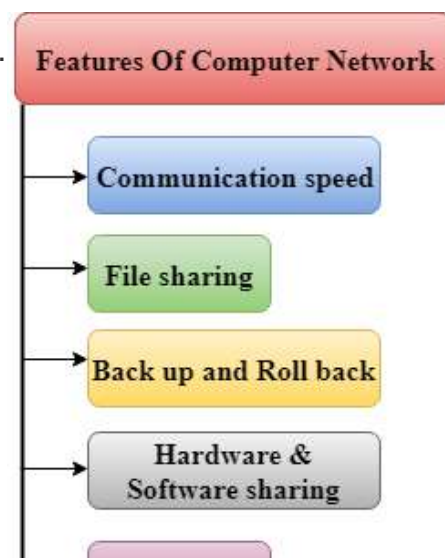 Features Of Computer Network
Communication speed
File sharing
Back up and Roll back
Hardware &
Software sharing